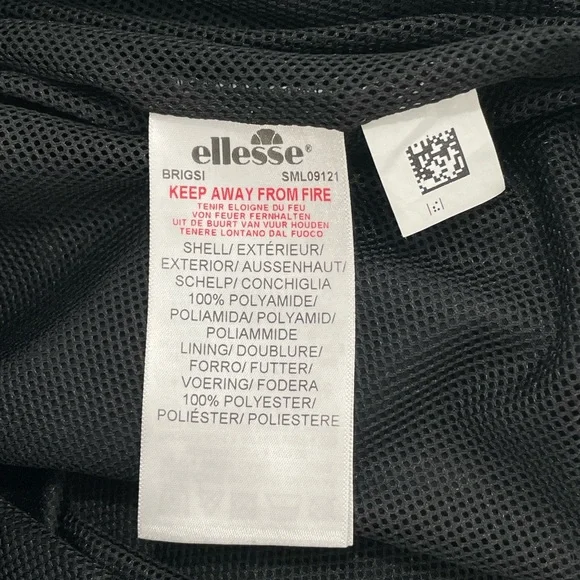 ellesse®
BRIGSI SML09121
KEEP AWAY FROM FIRE
TENIR ELOIGNE DU FEU
VON FEUER FERNHALTEN
UIT DE BUURT VAN VUUR HOUDEN
TENERE LONTANO DAL FUOCO
SHELL/ EXTÉRIEUR/
EXTERIOR/ AUSSENHAUT/
SCHELP/ CONCHIGLIA
100% POLYAMIDE/
POLIAMIDA/ POLYAMID/
POLIAMMIDE
LINING/ DOUBLURE/
FORRO/ FUTTER/
VOERING/ FODERA
100% POLYESTER/
POLIÉSTER/ POLIESTERE